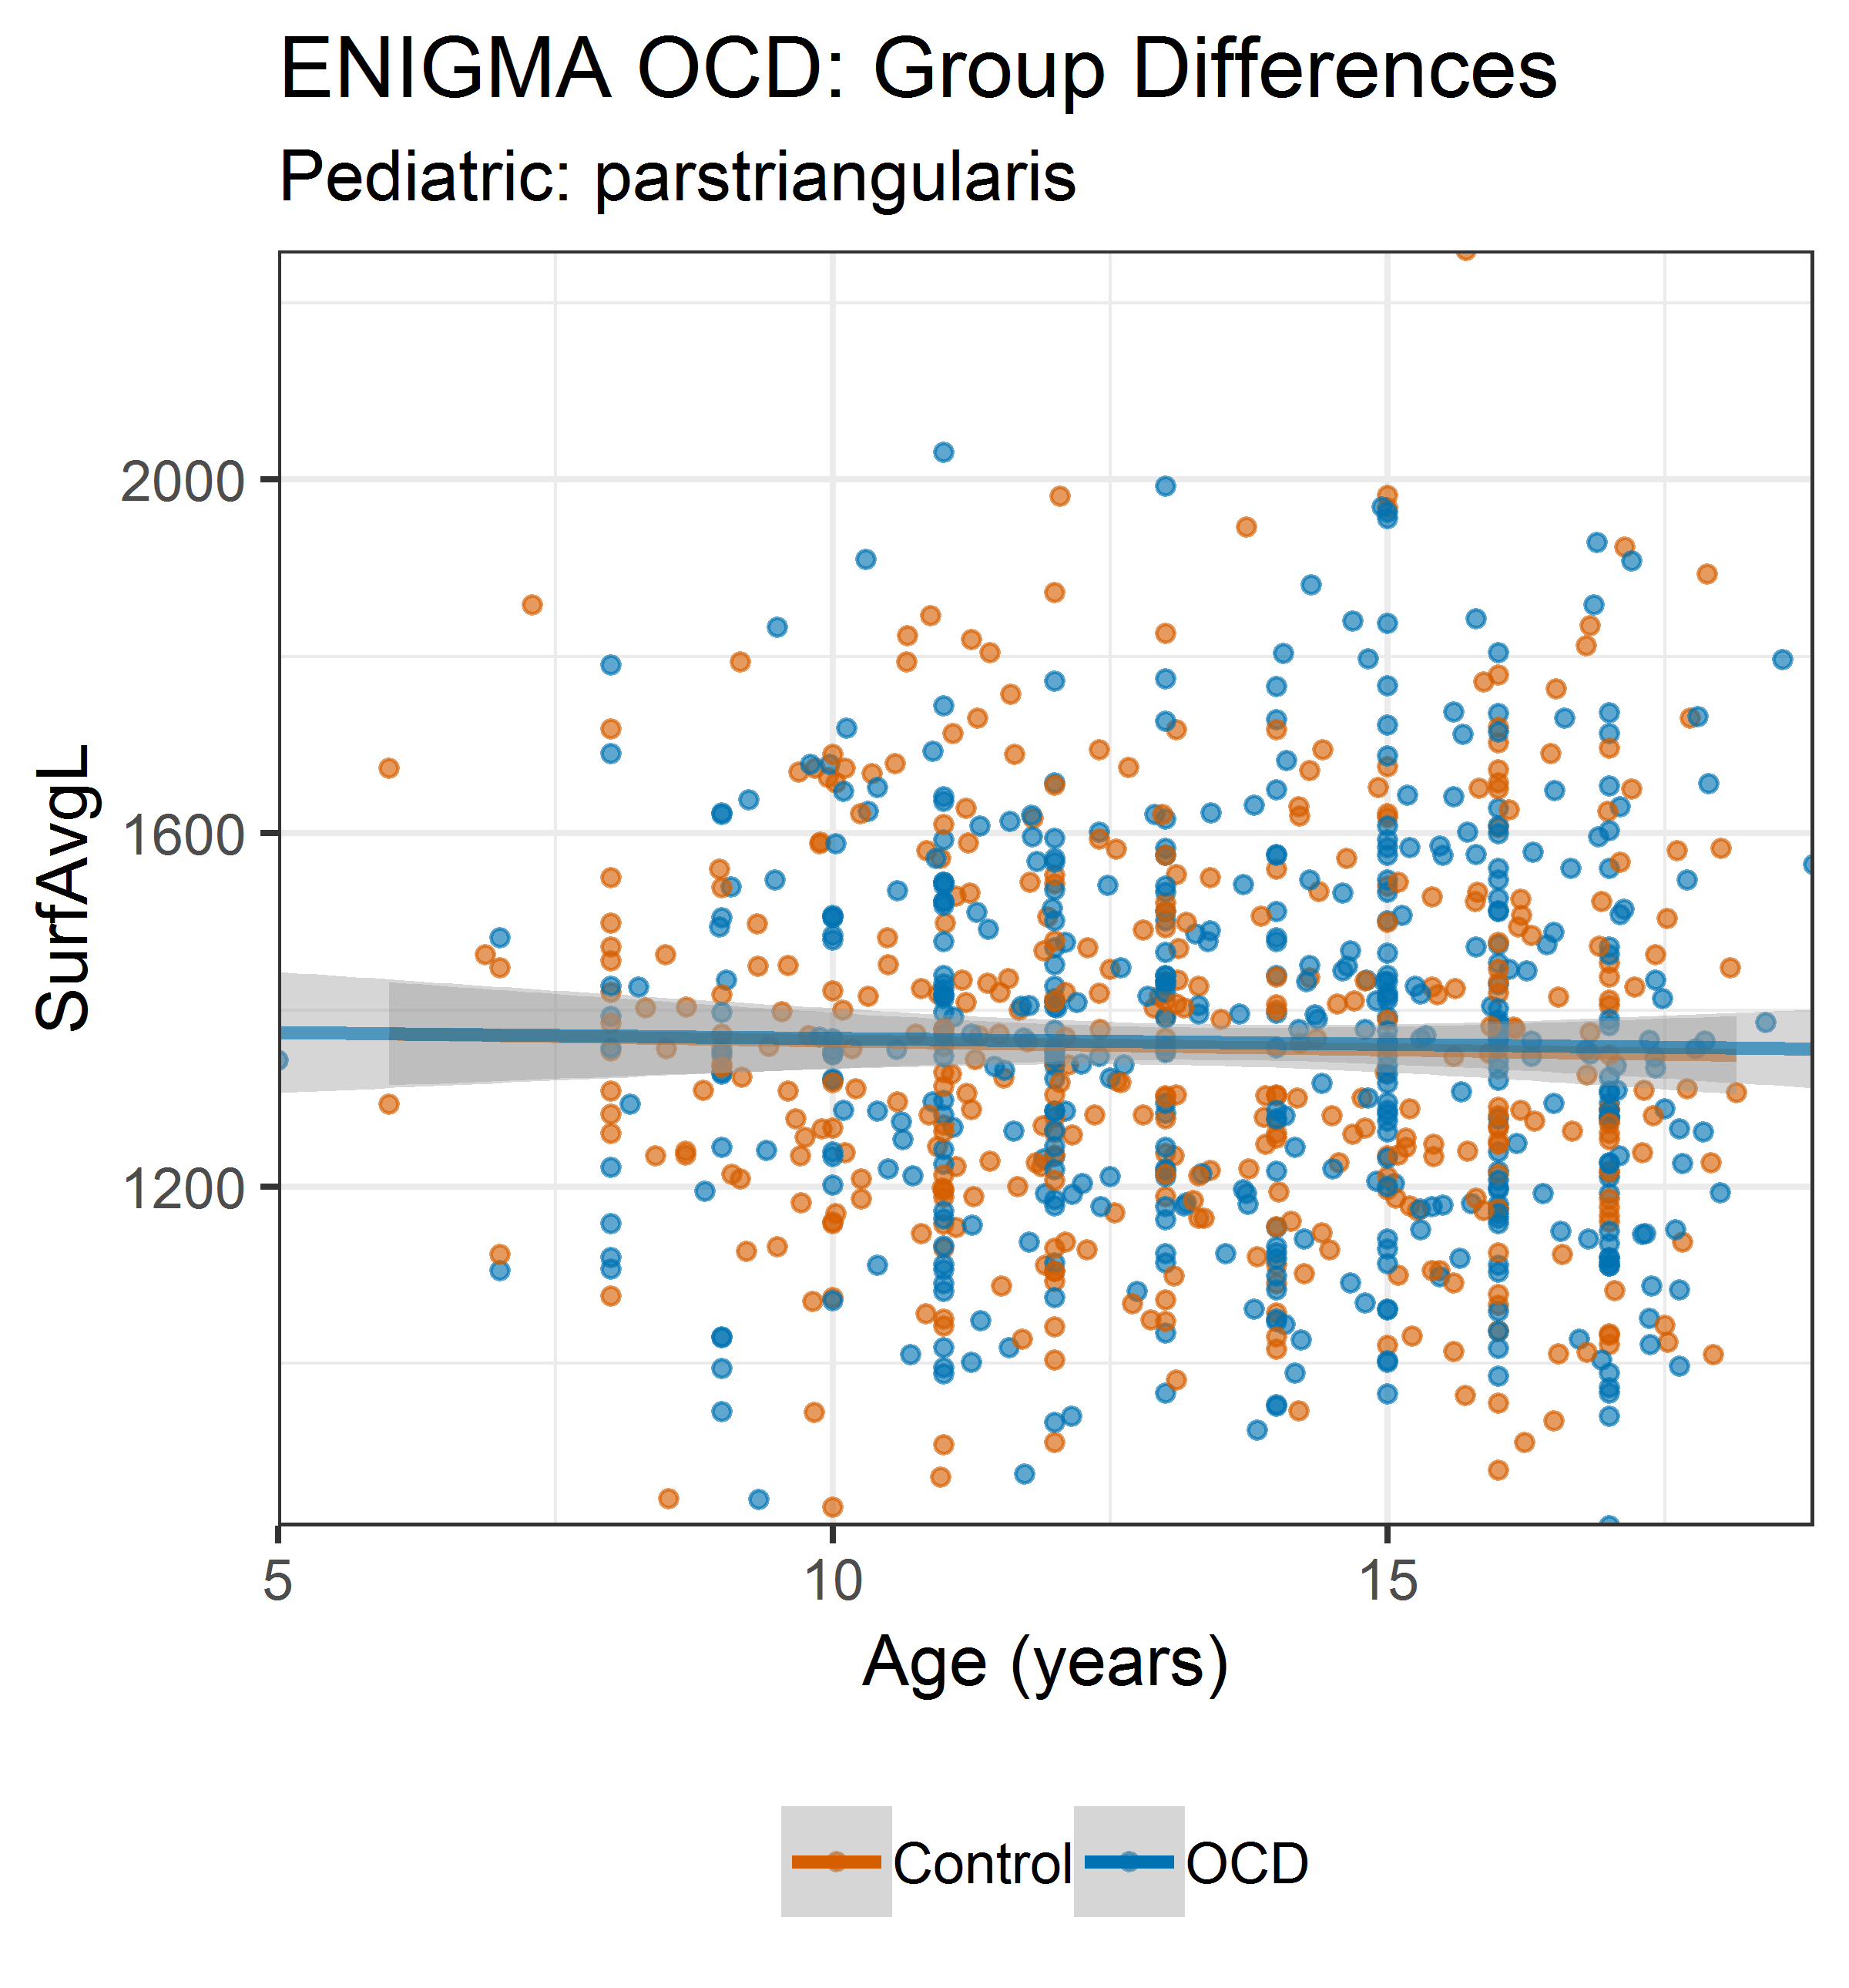 ENIGMA OCD: Group Differences
Pediatric: parstriangularis
SurfAvgL
2000
1600
1200
5 10 15
Age (years)
Control OCD